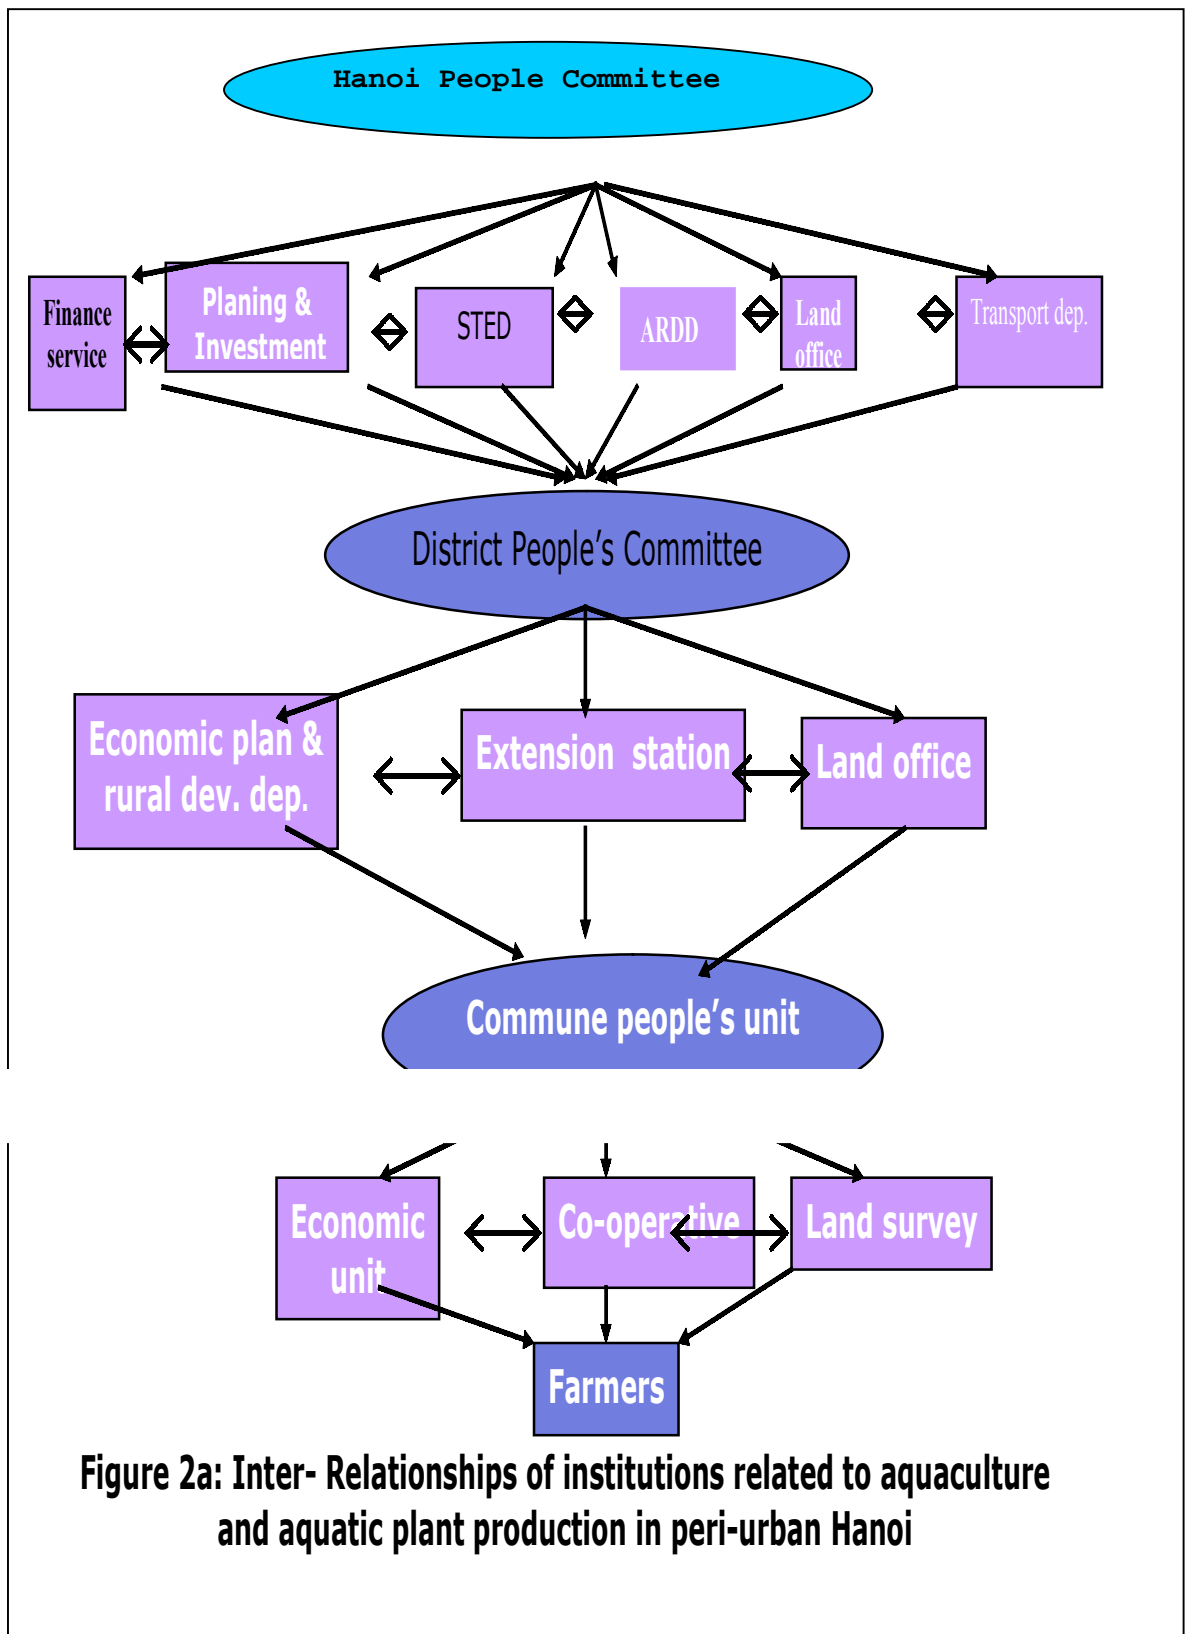 Hanoi People Committee
Finance
service
Planing &
Investment
STED
ARDD
Land
office
Transport dep.
District People’s Committee
Economic plan &
rural dev. dep.
Extension station
Land office
Commune people’s unit
Economic
unit
Co-operative
Land survey
Farmers
Figure 2a: Inter- Relationships of institutions related to aquaculture
and aquatic plant production in peri-urban Hanoi